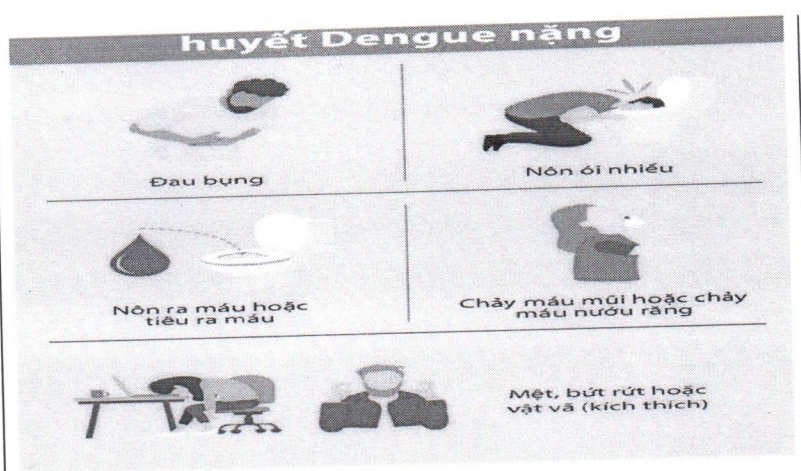 huyết Dengue nặng
Đau bụng
Nôn ói nhiều
Nôn ra máu hoặc
tiêu ra máu
Chảy máu mũi hoặc chảy
máu nướu răng
Mệt, bứt rứt hoặc
vật vã (kích thích)